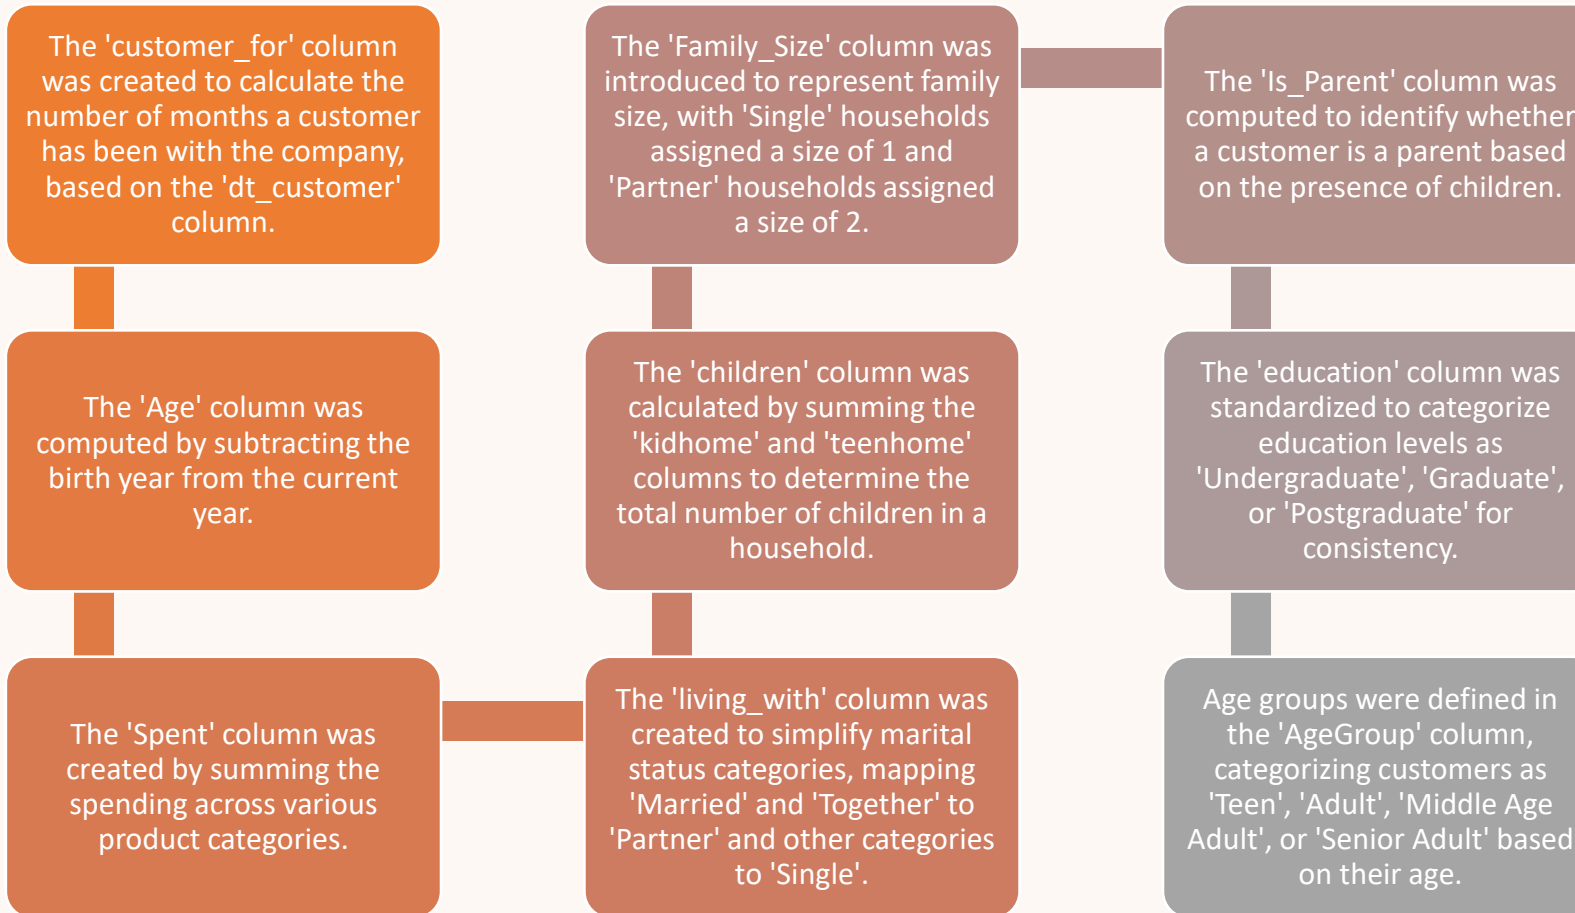 The 'customer_for' column
was created to calculate the
number of months a customer
has been with the company,
based on the 'dt_customer'
column.
The 'Age' column was
computed by subtracting the
birth year from the current
year.
The 'Spent' column was
created by summing the
spending across various
product categories.
The 'living_with' column was
created to simplify marital
status categories, mapping
'Married' and 'Together' to
'Partner' and other categories
to 'Single'.
The 'children' column was
calculated by summing the
'kidhome' and 'teenhome'
columns to determine the
total number of children in a
household.
The 'Family_Size' column was
introduced to represent family
size, with 'Single' households
assigned a size of 1 and
'Partner' households assigned
a size of 2.
The 'Is_Parent' column was
computed to identify whether
a customer is a parent based
on the presence of children.
The 'education' column was
standardized to categorize
education levels as
'Undergraduate', 'Graduate',
or 'Postgraduate' for
consistency.
Age groups were defined in
the 'AgeGroup' column,
categorizing customers as
'Teen', 'Adult', 'Middle Age
Adult', or 'Senior Adult' based
on their age.